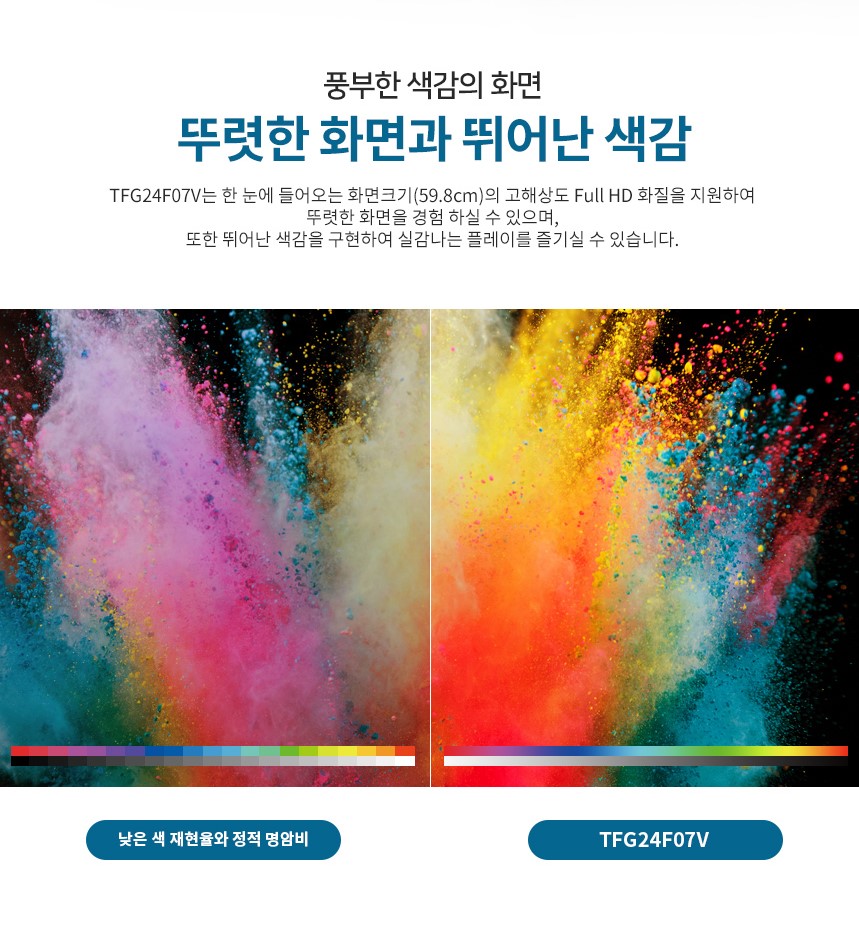 풍부한 색감의 화면
뚜렷한 화면과 뛰어난 색감
TFG24F07V는 한 눈에 들어오는 화면크기(59.8cm)의 고해상도 Full HD 화질을 지원하여
뚜렷한 화면을 경험 하실 수 있으며,
또한 뛰어난 색감을 구현하여 실감나는 플레이를 즐기실 수 있습니다.
낮은 색 재현율와 정적 명암비
TFG24F07V